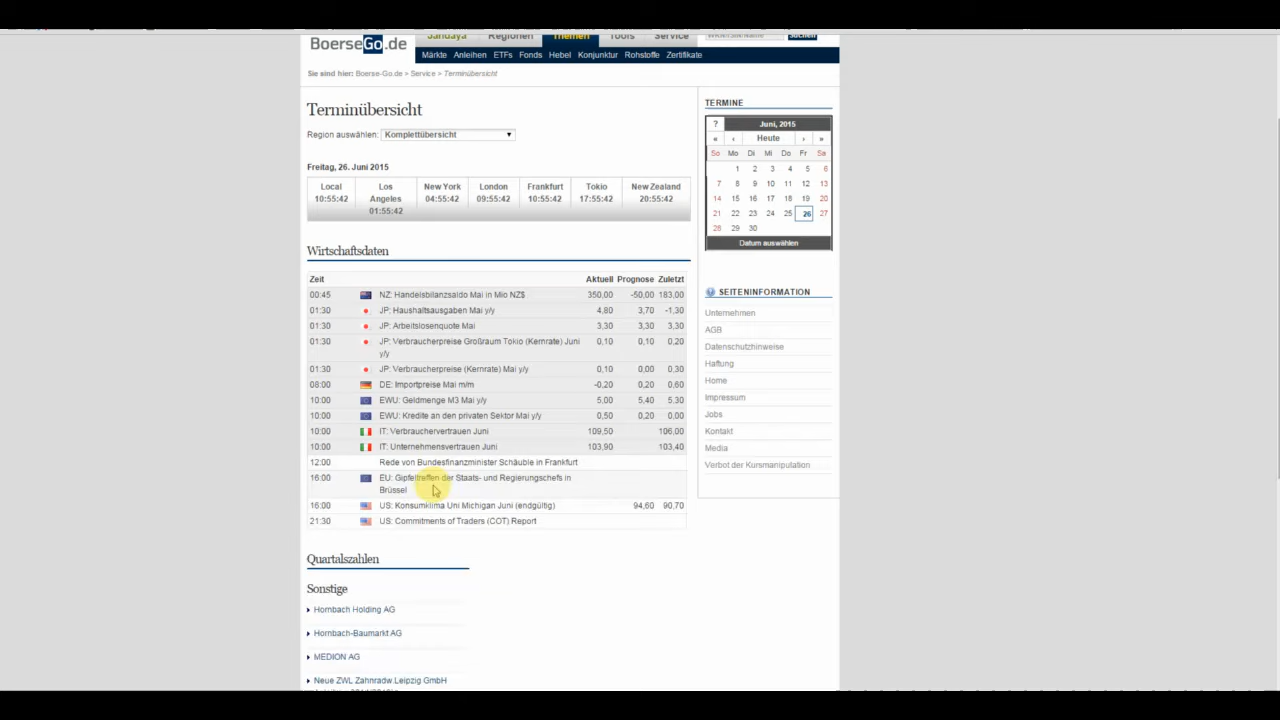 BoerseGo.de
Jandaya Regionen Themen Tools Service
Suchen
Märkte Anleihen ETFs Fonds Hebel Konjunktur Rohstoffe Zertifikate
Sie sind hier: Boerse-Go.de > Service > Terminübersicht
Terminübersicht
Region auswählen: Komplettübersicht
Freitag, 26. Juni 2015
Local Los Angeles New York London Frankfurt Tokio New Zealand
10:55:42 01:55:42 04:55:42 09:55:42 10:55:42 17:55:42 20:55:42
Wirtschaftsdaten
Zeit Aktuell Prognose Zuletzt
00:45 NZ: Handelsbilanzsaldo Mai in Mio NZ$ 350,00 -50,00 183,00
01:30 JP: Haushaltsausgaben Mai y/y 4,80 3,70 -1,30
01:30 JP: Arbeitslosenquote Mai 3,30 3,30 3,30
01:30 JP: Verbraucherpreise Großraum Tokio (Kernrate) Juni 0,10 0,10 0,20
y/y
01:30 JP: Verbraucherpreise (Kernrate) Mai y/y 0,10 0,00 0,30
08:00 DE: Importpreise Mai m/m -0,20 0,20 0,60
10:00 EWU: Geldmenge M3 Mai y/y 5,00 5,40 5,30
10:00 EWU: Kredite an den privaten Sektor Mai y/y 0,50 0,20 0,00
10:00 IT: Verbrauchervertrauen Juni 109,50 106,00
10:00 IT: Unternehmensvertrauen Juni 103,90 103,40
12:00 Rede von Bundesfinanzminister Schäuble in Frankfurt
16:00 EU: Gipfeltreffen der Staats- und Regierungschefs in
Brüssel
16:00 US: Konsumklima Uni Michigan Juni (endgültig) 94,60 90,70
21:30 US: Commitments of Traders (COT) Report
Quartalszahlen
Sonstige
Hornbach Holding AG
Hornbach-Baumarkt AG
MEDION AG
Neue ZWL Zahnradw.Leipzig GmbH
TERMINE
? Juni, 2015
« ‹ Heute › »
So Mo Di Mi Do Fr Sa
1 2 3 4 5 6
7 8 9 10 11 12 13
14 15 16 17 18 19 20
21 22 23 24 25 26 27
28 29 30
Datum auswählen
SEITENINFORMATION
Unternehmen
AGB
Datenschutzhinweise
Haftung
Home
Impressum
Jobs
Kontakt
Media
Verbot der Kursmanipulation